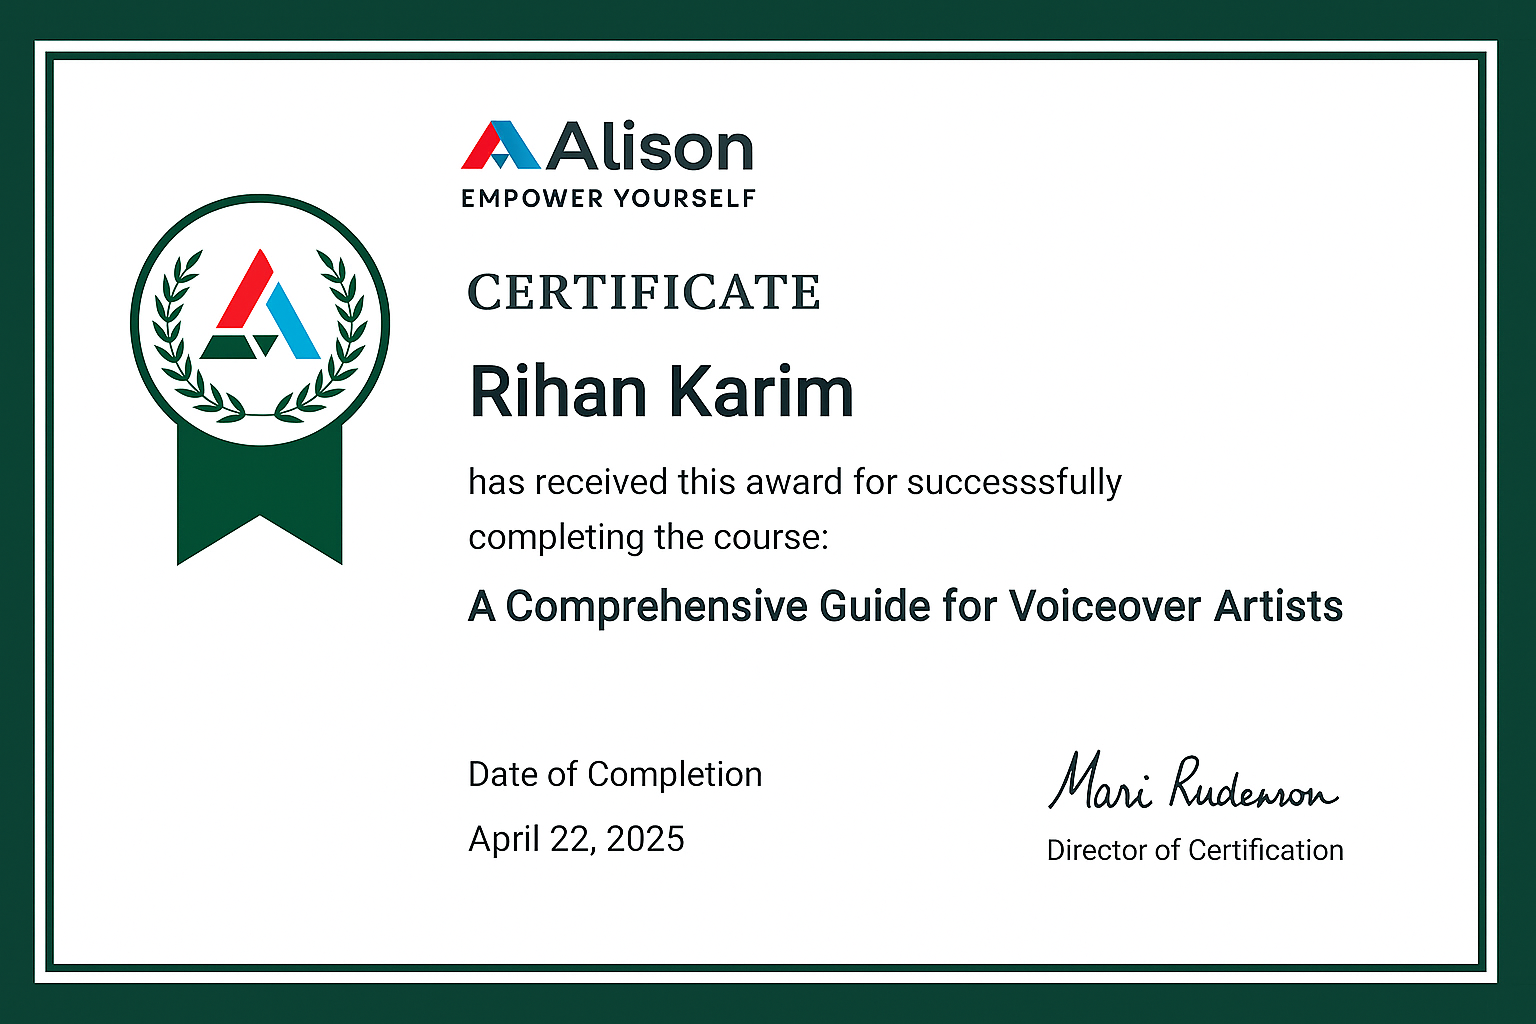 Alison
EMPOWER YOURSELF
CERTIFICATE
Rihan Karim
has received this award for successsfully
completing the course:
A Comprehensive Guide for Voiceover Artists
Date of Completion
April 22, 2025
Mari Rudenron
Director of Certification